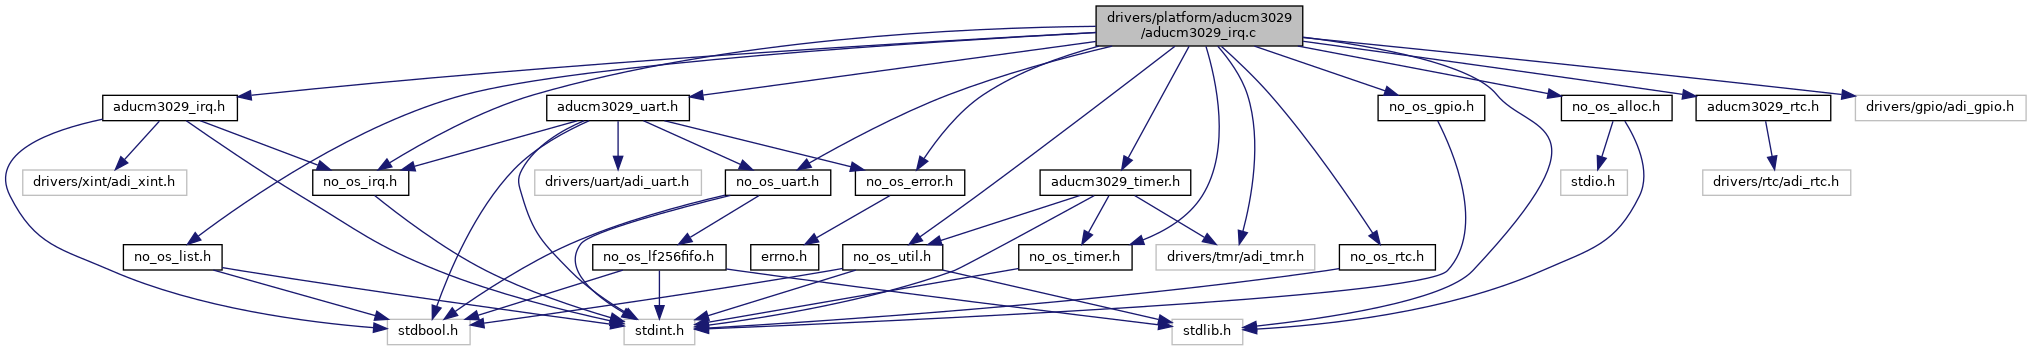 drivers/platform/aducm3029
/aducm3029_irq.c
aducm3029_irq.h
aducm3029_uart.h
no_os_gpio.h
no_os_alloc.h
aducm3029_rtc.h
drivers/gpio/adi_gpio.h
drivers/xint/adi_xint.h
no_os_irq.h
drivers/uart/adi_uart.h
no_os_uart.h
no_os_error.h
aducm3029_timer.h
stdio.h
drivers/rtc/adi_rtc.h
no_os_list.h
no_os_lf256fifo.h
errno.h
no_os_util.h
no_os_timer.h
drivers/tmr/adi_tmr.h
no_os_rtc.h
stdbool.h
stdint.h
stdlib.h